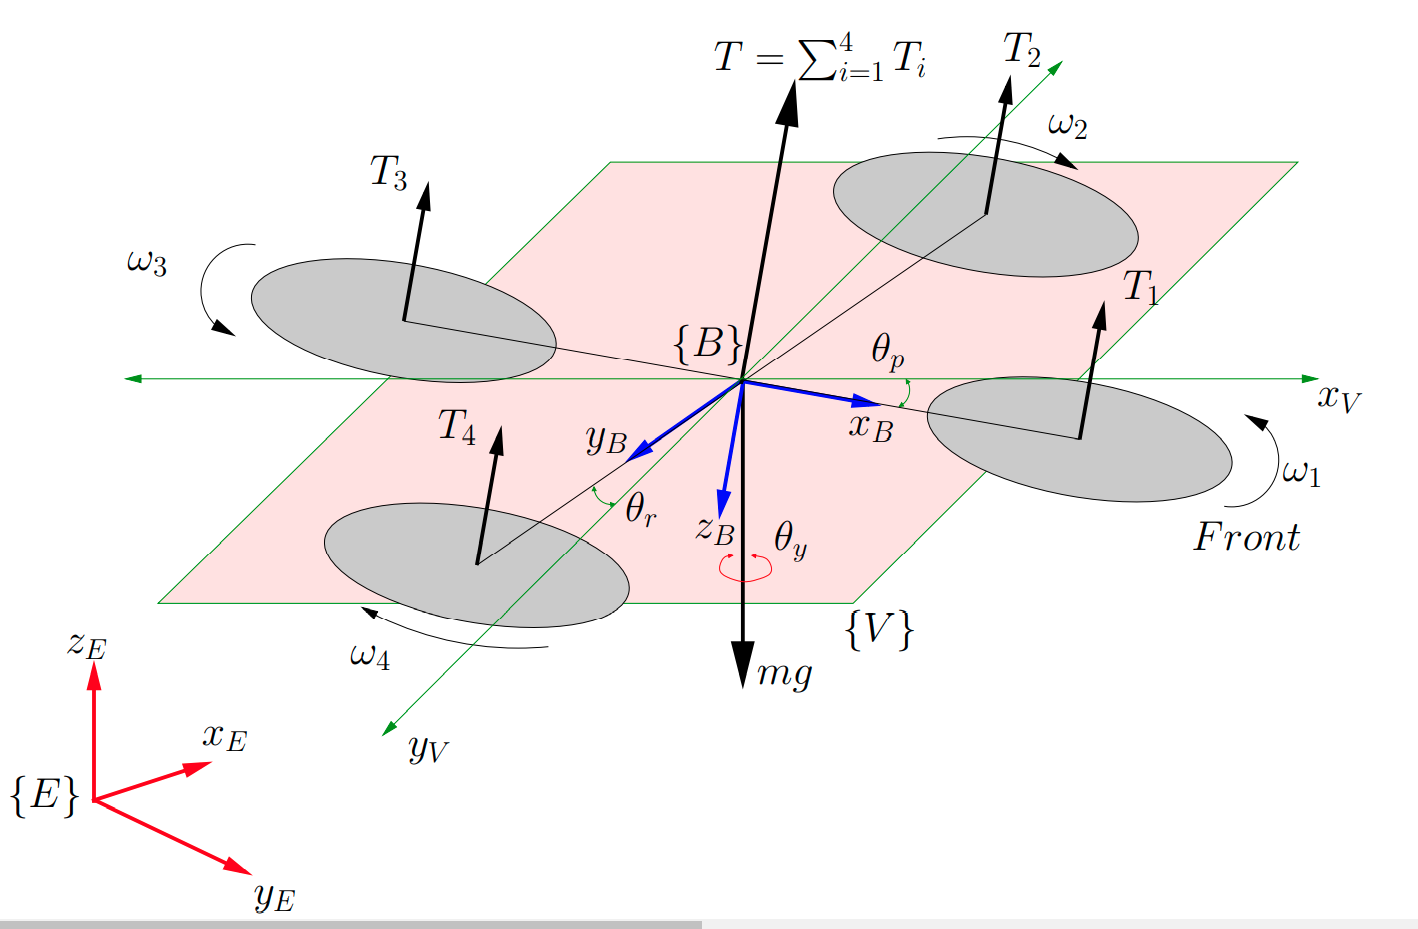 T = ∑⁴ᵢ₌₁ Tᵢ
T₂
ω₂
T₃
ω₃
T₁
{B}
θₚ
x_V
T₄
y_B
x_B
ω₁
θᵣ
z_B
θ_y
Front
{V}
z_E
ω₄
mg
x_E
y_V
{E}
y_E